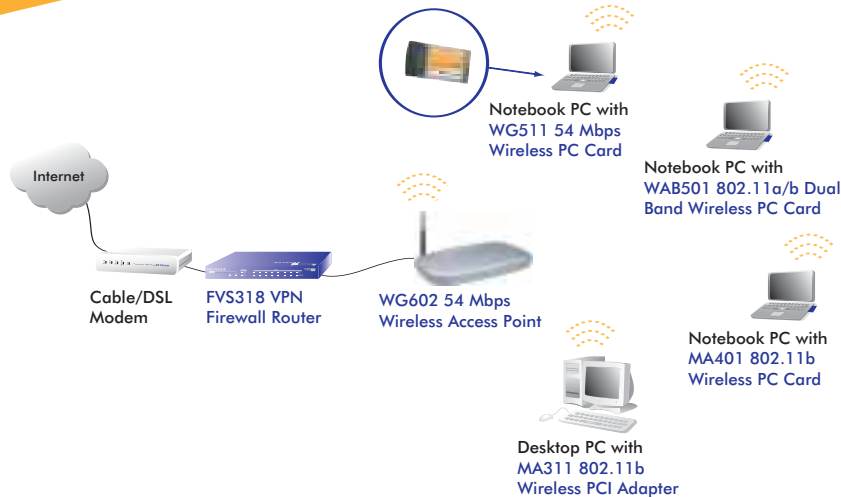 Notebook PC with
WG511 54 Mbps
Wireless PC Card
Notebook PC with
WAB501 802.11a/b Dual
Band Wireless PC Card
Internet
Cable/DSL
Modem
FVS318 VPN
Firewall Router
WG602 54 Mbps
Wireless Access Point
Notebook PC with
MA401 802.11b
Wireless PC Card
Desktop PC with
MA311 802.11b
Wireless PCI Adapter